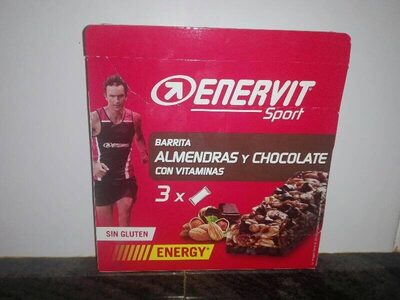 ENERVIT
Sport
BARRITA
ALMENDRAS Y CHOCOLATE
CON VITAMINAS
3 x
SIN GLUTEN
ENERGY*